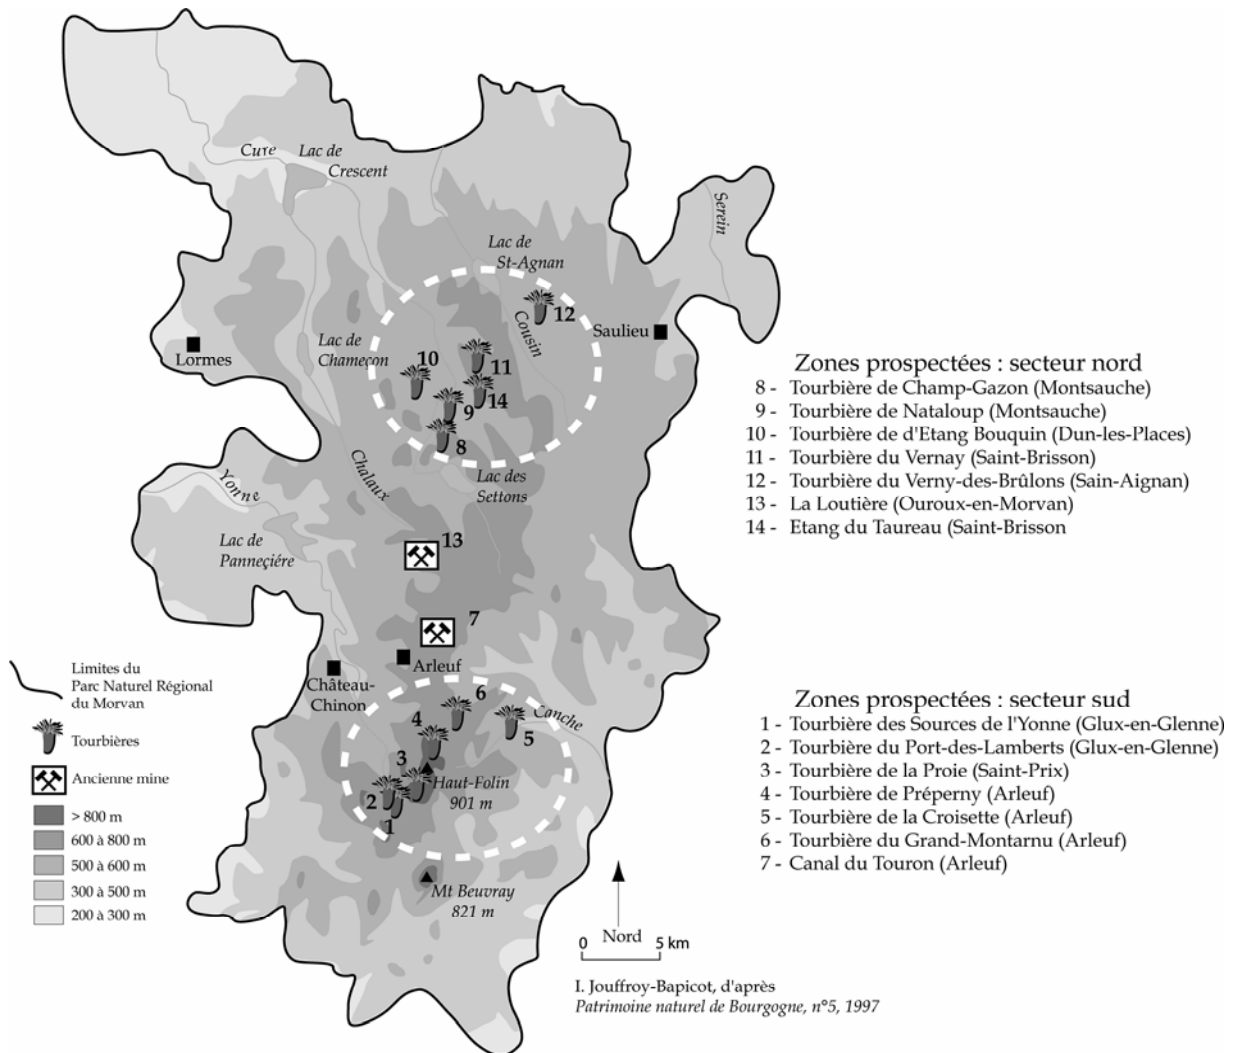 Cure
Lac de
Crescent
Serein
Lac de
St-Agnan
Cousin
12
Saulieu
Lormes
Lac de
Chameçon
10
11
14
9
8
Chalaux
Lac des
Settons
Yonne
Lac de
Panneçiére
13
7
Arleuf
Château-
Chinon
6
Canche
4
5
3
Haut-Folin
901 m
2
1
Mt Beuvray
821 m
Zones prospectées : secteur nord
8 - Tourbière de Champ-Gazon (Montsauche)
9 - Tourbière de Nataloup (Montsauche)
10 - Tourbière de d'Etang Bouquin (Dun-les-Places)
11 - Tourbière du Vernay (Saint-Brisson)
12 - Tourbière du Verny-des-Brûlons (Sain-Aignan)
13 - La Loutière (Ouroux-en-Morvan)
14 - Etang du Taureau (Saint-Brisson
Zones prospectées : secteur sud
1 - Tourbière des Sources de l'Yonne (Glux-en-Glenne)
2 - Tourbière du Port-des-Lamberts (Glux-en-Glenne)
3 - Tourbière de la Proie (Saint-Prix)
4 - Tourbière de Préperny (Arleuf)
5 - Tourbière de la Croisette (Arleuf)
6 - Tourbière du Grand-Montarnu (Arleuf)
7 - Canal du Touron (Arleuf)
Limites du
Parc Naturel Régional
du Morvan
Tourbières
Ancienne mine
> 800 m
600 à 800 m
500 à 600 m
300 à 500 m
200 à 300 m
Nord
0 5 km
I. Jouffroy-Bapicot, d'après
Patrimoine naturel de Bourgogne, n°5, 1997